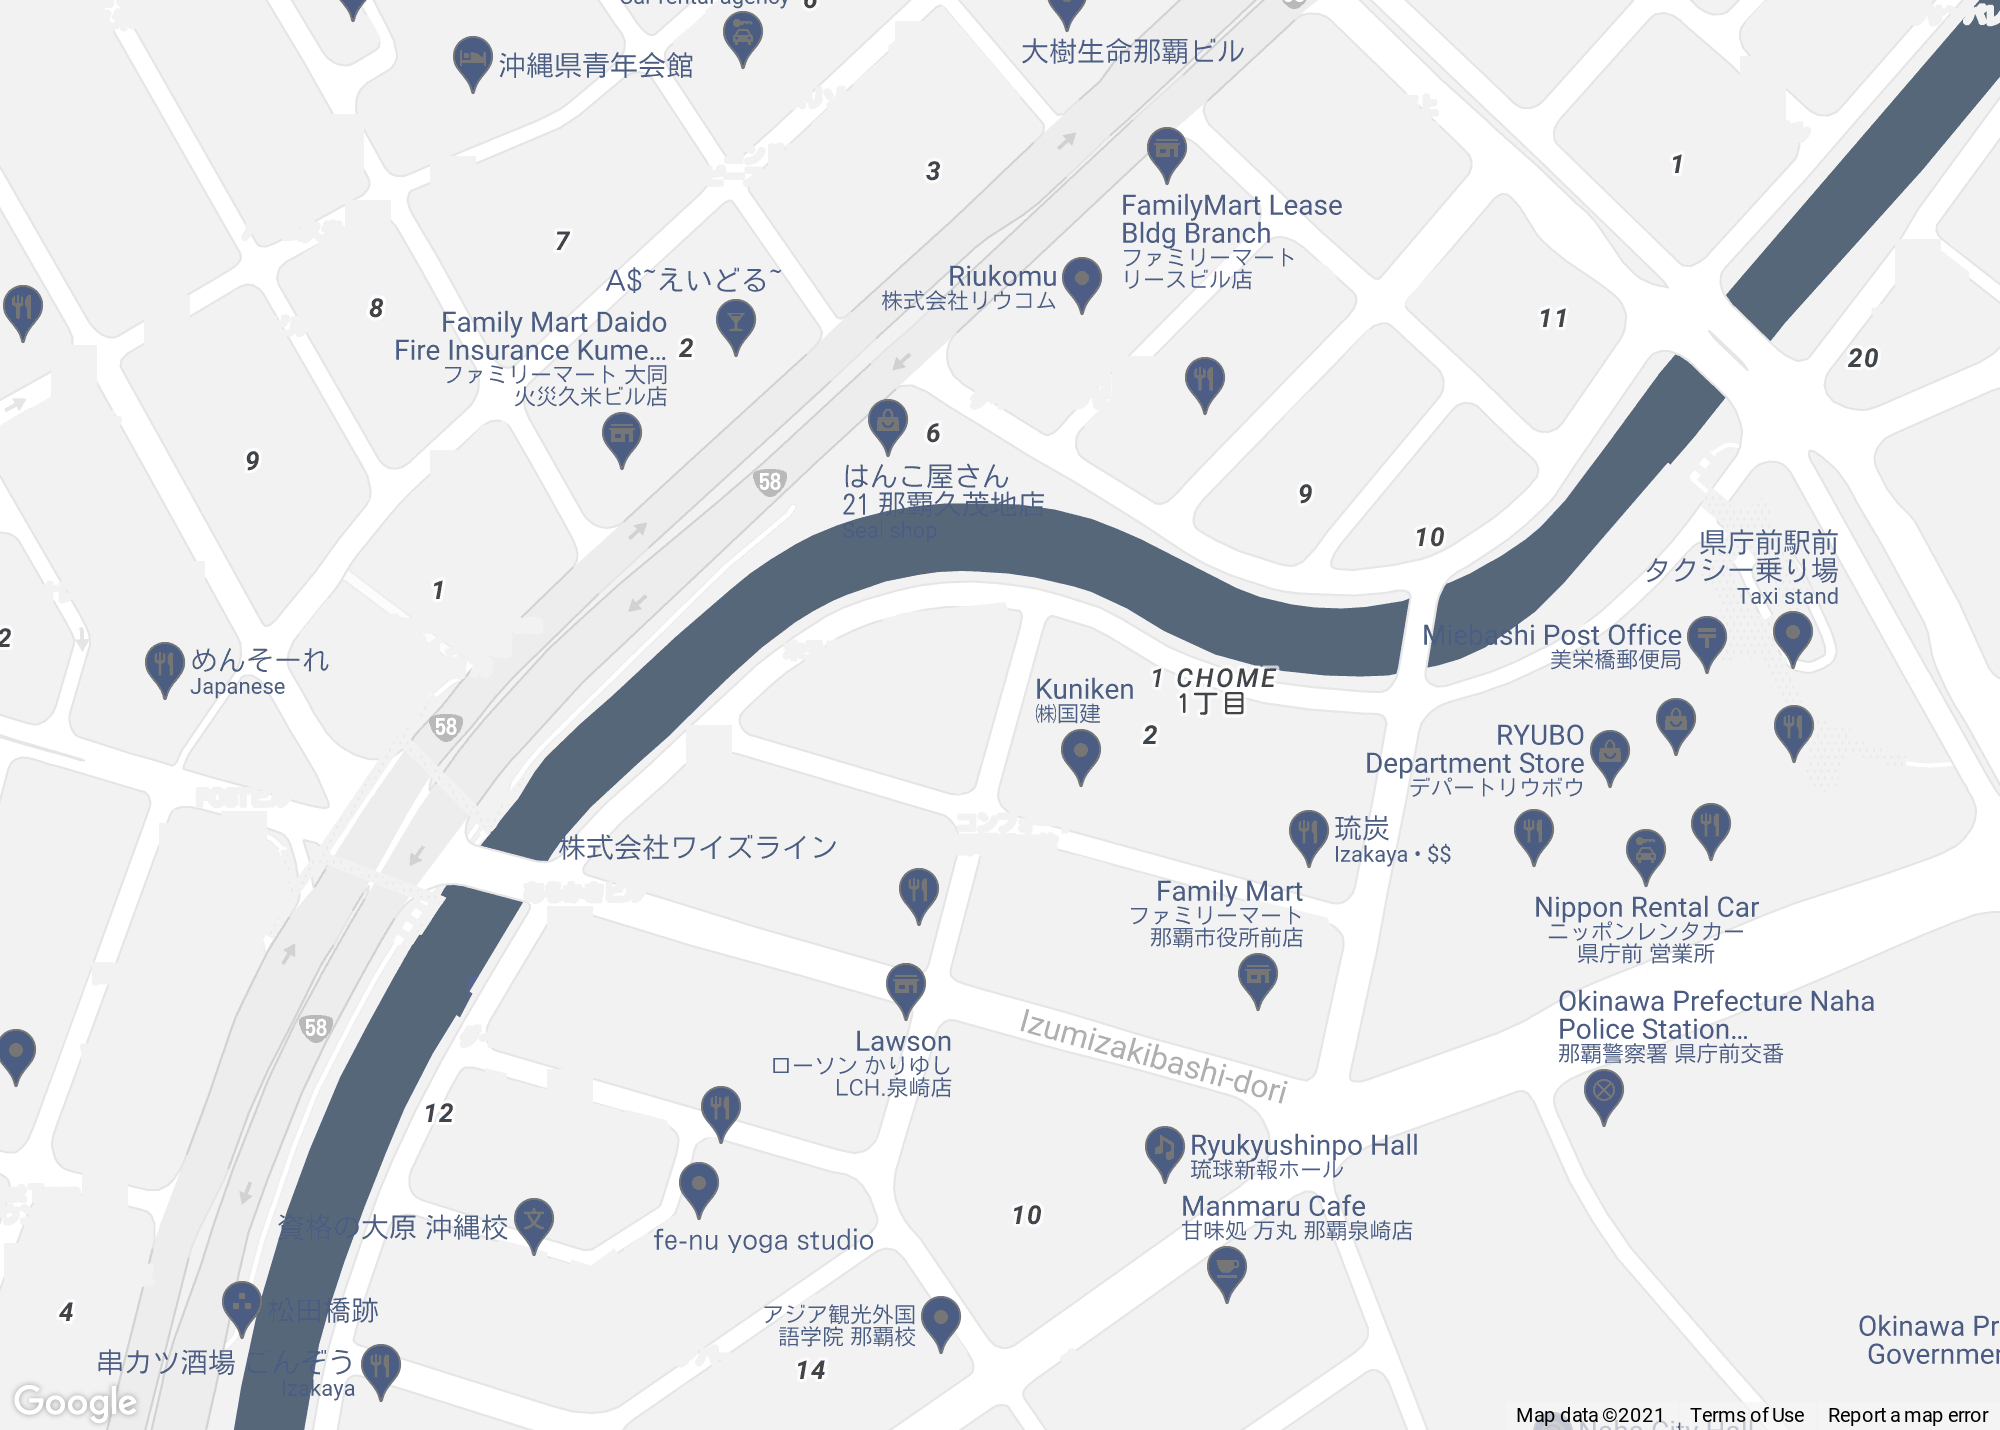 Car rental agency
6
沖縄県青年会館
大樹生命那覇ビル
3
1
FamilyMart Lease
Bldg Branch
ファミリーマート
リースビル店
7
Riukomu
株式会社リウコム
A$~えいどる~
8
Family Mart Daido
Fire Insurance Kume...
ファミリーマート 大同
火災久米ビル店
2
11
20
6
9
58
はんこ屋さん
21 那覇久茂地店
Seal shop
9
10
県庁前駅前
タクシー乗り場
Taxi stand
1
2
めんそーれ
Japanese
Miebashi Post Office
美栄橋郵便局
1 CHOME
1丁目
Kuniken
㈱国建
2
58
RYUBO
Department Store
デパートリウボウ
株式会社ワイズライン
琉炭
Izakaya • $$
Family Mart
ファミリーマート
那覇市役所前店
Nippon Rental Car
ニッポンレンタカー
県庁前 営業所
58
Okinawa Prefecture Naha
Police Station...
那覇警察署 県庁前交番
Lawson
ローソン かりゆし
LCH.泉崎店
Izumizakibashi-dori
12
Ryukyushinpo Hall
琉球新報ホール
Manmaru Cafe
甘味処 万丸 那覇泉崎店
10
資格の大原 沖縄校
fe-nu yoga studio
松田橋跡
4
アジア観光外国
語学院 那覇校
14
串カツ酒場 ごんぞう
Izakaya
Okinawa Pr
Governmer
Google
Naha City Hall
Map data ©2021
Terms of Use
Report a map error